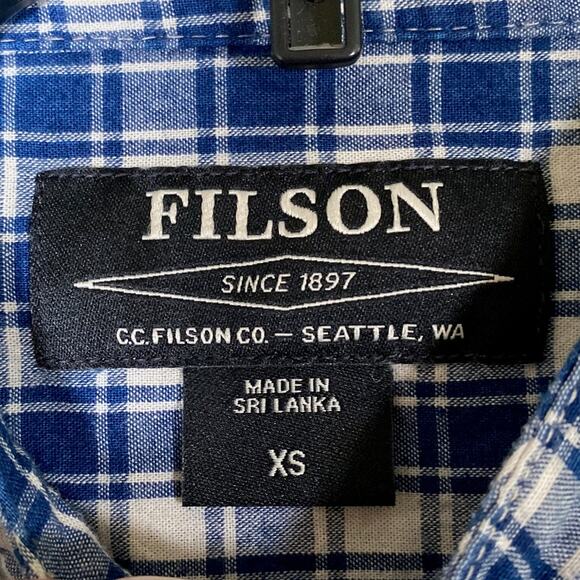 FILSON
SINCE 1897
C.C. FILSON CO. — SEATTLE, WA
MADE IN
SRI LANKA
XS